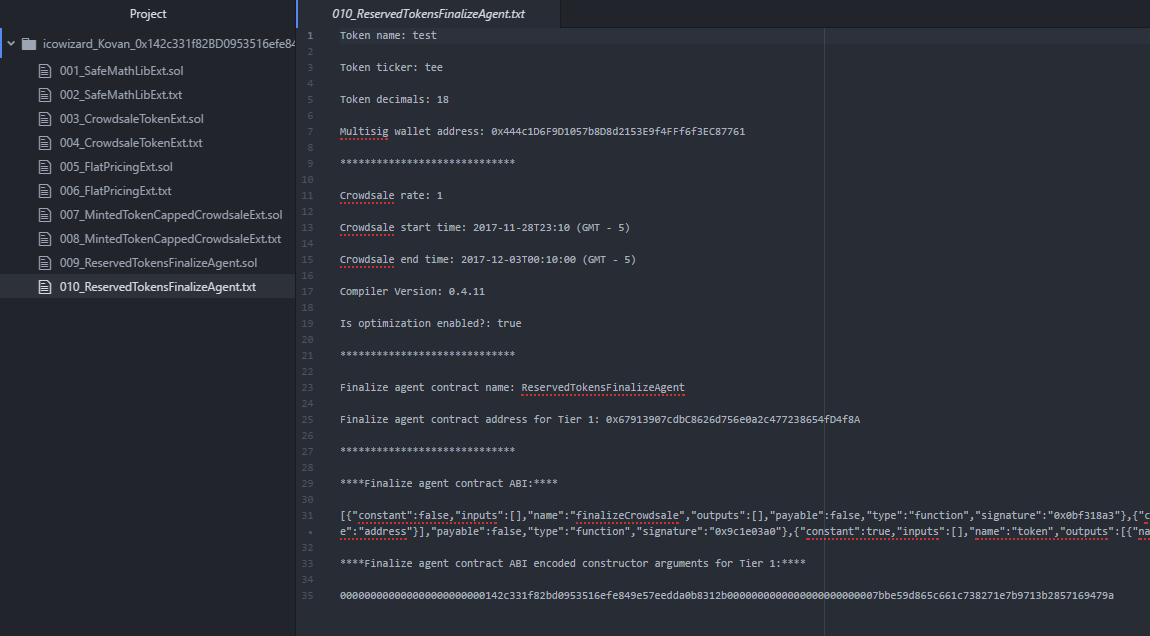 Project
icowizard_Kovan_0x142c331f82BD0953516efe84
001_SafeMathLibExt.sol
002_SafeMathLibExt.txt
003_CrowdsaleTokenExt.sol
004_CrowdsaleTokenExt.txt
005_FlatPricingExt.sol
006_FlatPricingExt.txt
007_MintedTokenCappedCrowdsaleExt.sol
008_MintedTokenCappedCrowdsaleExt.txt
009_ReservedTokensFinalizeAgent.sol
010_ReservedTokensFinalizeAgent.txt
010_ReservedTokensFinalizeAgent.txt
1 Token name: test
2
3 Token ticker: tee
4
5 Token decimals: 18
6
7 Multisig wallet address: 0x444c1D6F9D1057b8D8d2153E9f4FFf6f3EC87761
8
9 *****************************
10
11 Crowdsale rate: 1
12
13 Crowdsale start time: 2017-11-28T23:10 (GMT - 5)
14
15 Crowdsale end time: 2017-12-03T00:10:00 (GMT - 5)
16
17 Compiler Version: 0.4.11
18
19 Is optimization enabled?: true
20
21 *****************************
22
23 Finalize agent contract name: ReservedTokensFinalizeAgent
24
25 Finalize agent contract address for Tier 1: 0x67913907cdbC8626d756e0a2c477238654fD4f8A
26
27 *****************************
28
29 ****Finalize agent contract ABI:****
30
31 [{"constant":false,"inputs":[],"name":"finalizeCrowdsale","outputs":[],"payable":false,"type":"function","signature":"0x0bf318a3"},{"c
• e":"address"}],"payable":false,"type":"function","signature":"0x9c1e03a0"},{"constant":true,"inputs":[],"name":"token","outputs":[{"na
32
33 ****Finalize agent contract ABI encoded constructor arguments for Tier 1:****
34
35 000000000000000000000000142c331f82bd0953516efe849e57eedda0b8312b0000000000000000000000007bbe59d865c661c738271e7b9713b2857169479a